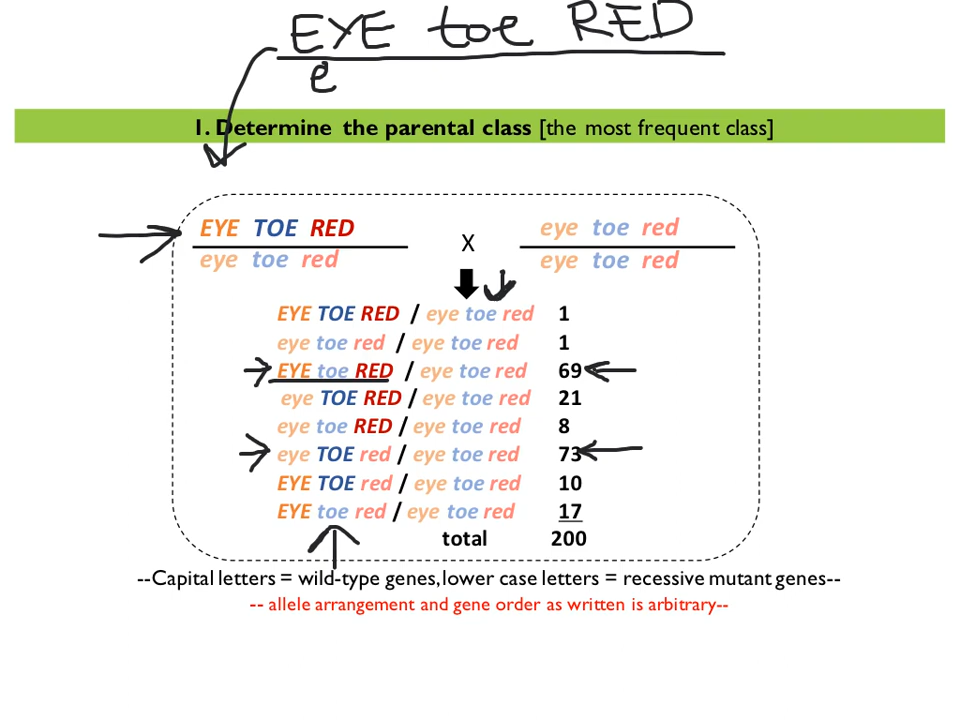 EYE toe RED
e
1. Determine the parental class [the most frequent class]
EYE TOE RED
eye toe red
X
eye toe red
eye toe red
EYE TOE RED / eye toe red 1
eye toe red / eye toe red 1
EYE toe RED / eye toe red 69
eye TOE RED / eye toe red 21
eye toe RED / eye toe red 8
eye TOE red / eye toe red 73
EYE TOE red / eye toe red 10
EYE toe red / eye toe red 17
total 200
--Capital letters = wild-type genes, lower case letters = recessive mutant genes--
-- allele arrangement and gene order as written is arbitrary--